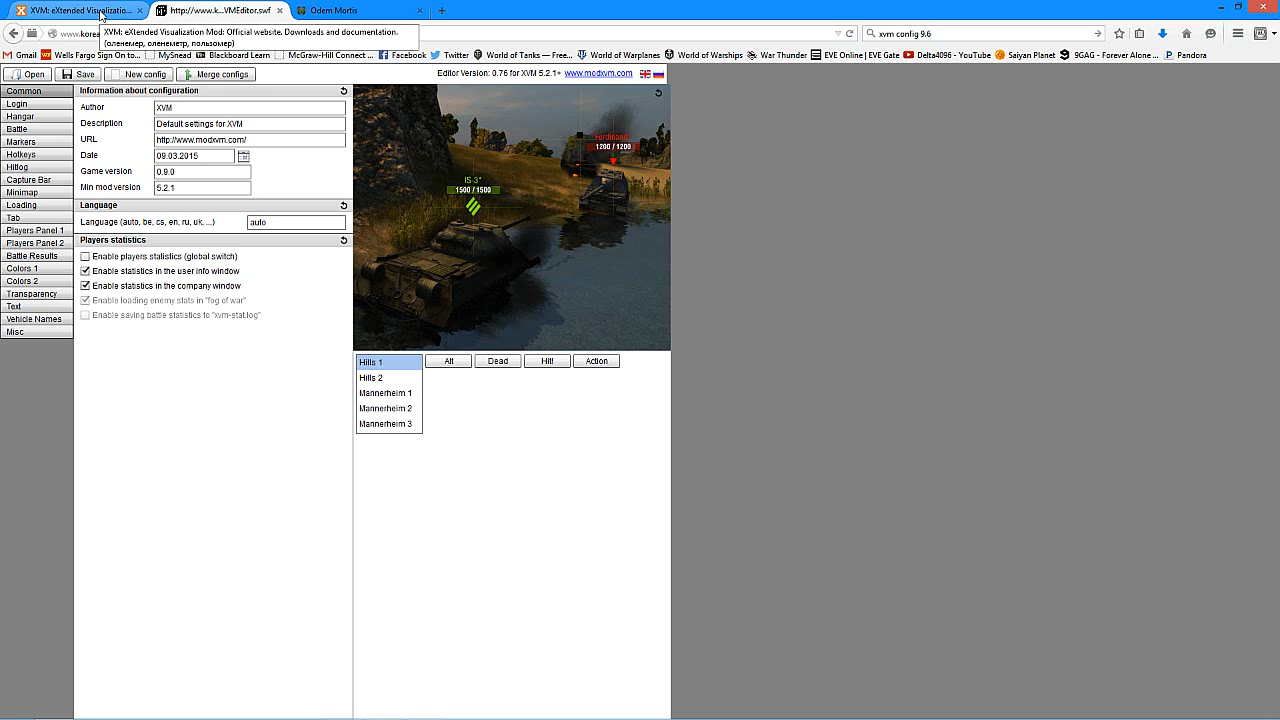 XVM: eXtended Visualizatio...
http://www.k...VMEditor.swf
Odem Mortis
www.korea
XVM: eXtended Visualization Mod: Official website. Downloads and documentation.
(оленемер, оленеметр, пользомер)
xvm config 9.6
Gmail
Wells Fargo Sign On to...
MySnead
Blackboard Learn
McGraw-Hill Connect ...
Facebook
Twitter
World of Tanks — Free...
World of Warplanes
World of Warships
War Thunder
EVE Online | EVE Gate
Delta4096 - YouTube
Saiyan Planet
9GAG - Forever Alone ...
Pandora
Open
Save
New config
Merge configs
Editor Version: 0.76 for XVM 5.2.1+ www.modxvm.com
Common
Login
Hangar
Battle
Markers
Hotkeys
Hitlog
Capture Bar
Minimap
Loading
Tab
Players Panel 1
Players Panel 2
Battle Results
Colors 1
Colors 2
Transparency
Text
Vehicle Names
Misc
Information about configuration
Author
XVM
Description
Default settings for XVM
URL
http://www.modxvm.com/
Date
09.03.2015
Game version
0.9.0
Min mod version
5.2.1
Language
Language (auto, be, cs, en, ru, uk, ...)
auto
Players statistics
Enable players statistics (global switch)
Enable statistics in the user info window
Enable statistics in the company window
Enable loading enemy stats in "fog of war"
Enable saving battle statistics to "xvm-stat.log"
Ferdinand*
1200 / 1200
IS-3*
1500 / 1500
Hills 1
Hills 2
Mannerheim 1
Mannerheim 2
Mannerheim 3
Alt
Dead
Hit!
Action